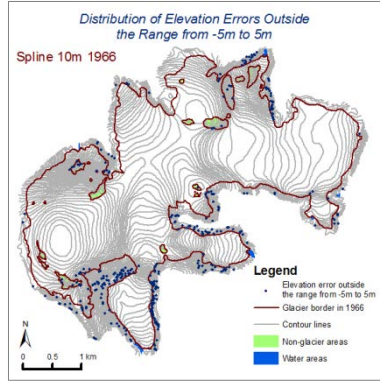 Distribution of Elevation Errors Outside
the Range from -5m to 5m
Spline 10m 1966
Legend
Elevation error outside
the range from -5m to 5m
Glacier border in 1966
Contour lines
Non-glacier areas
Water areas
N
0 0.5 1 km